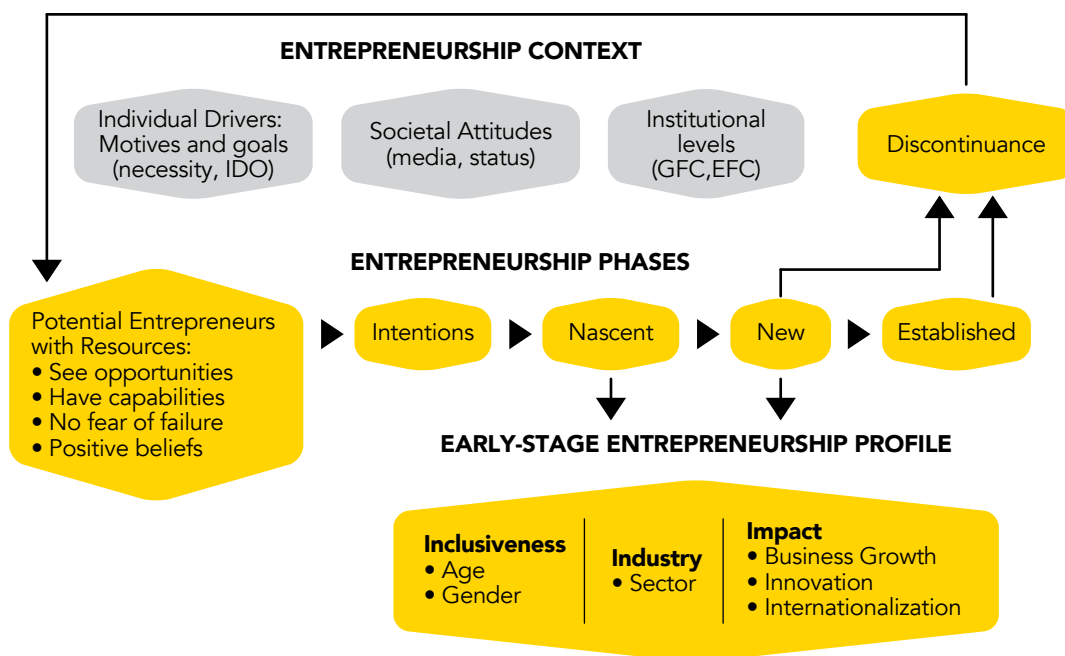 ENTREPRENEURSHIP CONTEXT
Individual Drivers:
Motives and goals
(necessity, IDO)
Societal Attitudes
(media, status)
Institutional
levels
(GFC,EFC)
Discontinuance
ENTREPRENEURSHIP PHASES
Potential Entrepreneurs
with Resources:
• See opportunities
• Have capabilities
• No fear of failure
• Positive beliefs
Intentions
Nascent
New
Established
EARLY-STAGE ENTREPRENEURSHIP PROFILE
Inclusiveness
• Age
• Gender
Industry
• Sector
Impact
• Business Growth
• Innovation
• Internationalization